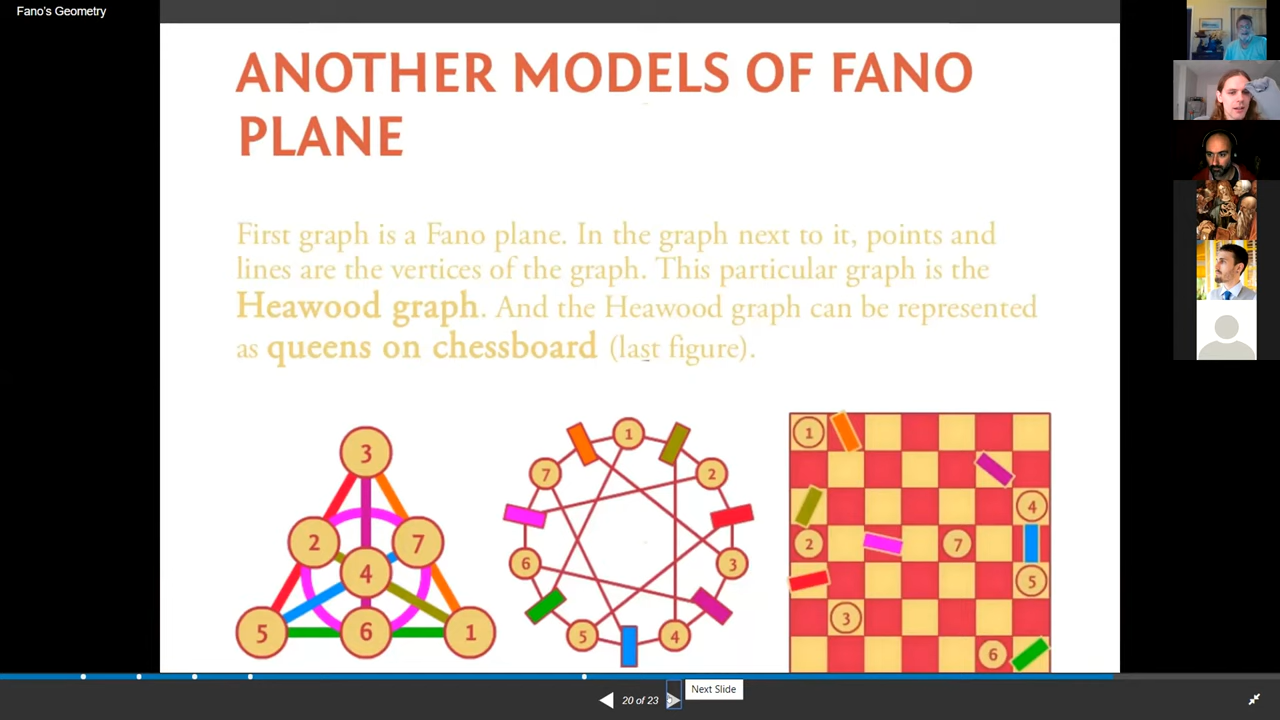 Fano's Geometry
ANOTHER MODELS OF FANO
PLANE
First graph is a Fano plane. In the graph next to it, points and
lines are the vertices of the graph. This particular graph is the
Heawood graph. And the Heawood graph can be represented
as queens on chessboard (last figure).
3
2 7
4
5 6 1
1
7 2
6 3
5 4
1
4
2 7
5
3
6
20 of 23
Next Slide